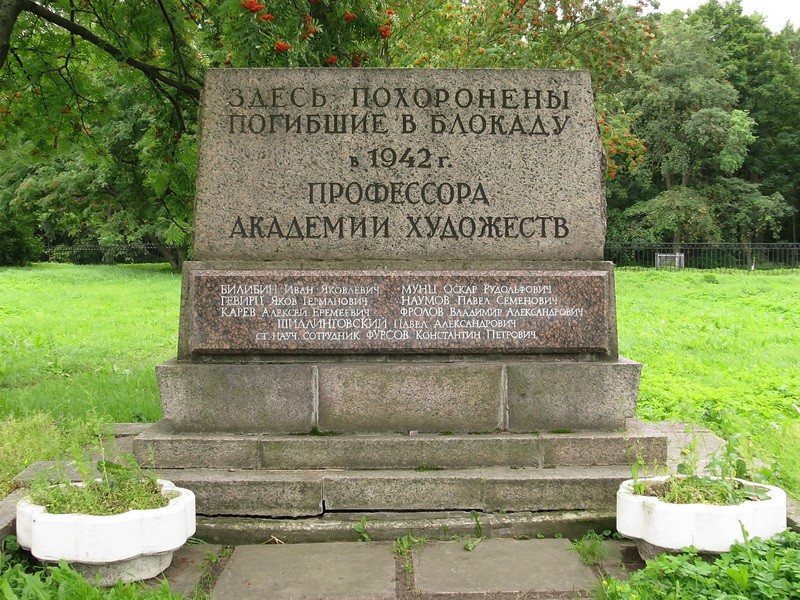 ЗДЕСЬ ПОХОРОНЕНЫ
ПОГИБШИЕ В БЛОКАДУ
в 1942 г.
ПРОФЕССОРА
АКАДЕМИИ ХУДОЖЕСТВ
БИЛИБИН Иван Яковлевич МУНЦ Оскар Рудольфович
ГЕВИРЦ Яков Германович НАУМОВ Павел Семенович
КАРЕВ Алексей Еремеевич ФРОЛОВ Владимир Александрович
ШИЛЛИНГОВСКИЙ Павел Александрович
ст. науч. сотрудник ФУРСОВ Константин Петрович